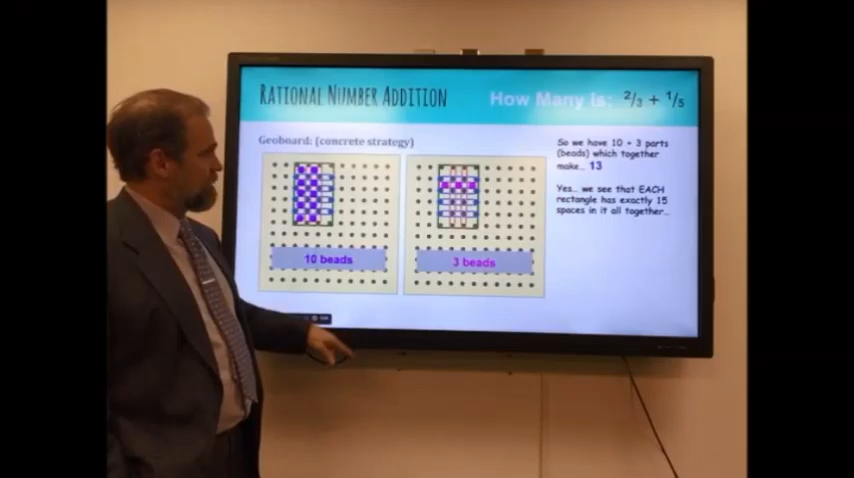 RATIONAL NUMBER ADDITION
How Many is: 2/3 + 1/5
Geoboard: (concrete strategy)
So we have 10 + 3 parts
(beads) which together
make... 13
Yes... we see that EACH
rectangle has exactly 15
spaces in it all together...
10 beads
3 beads